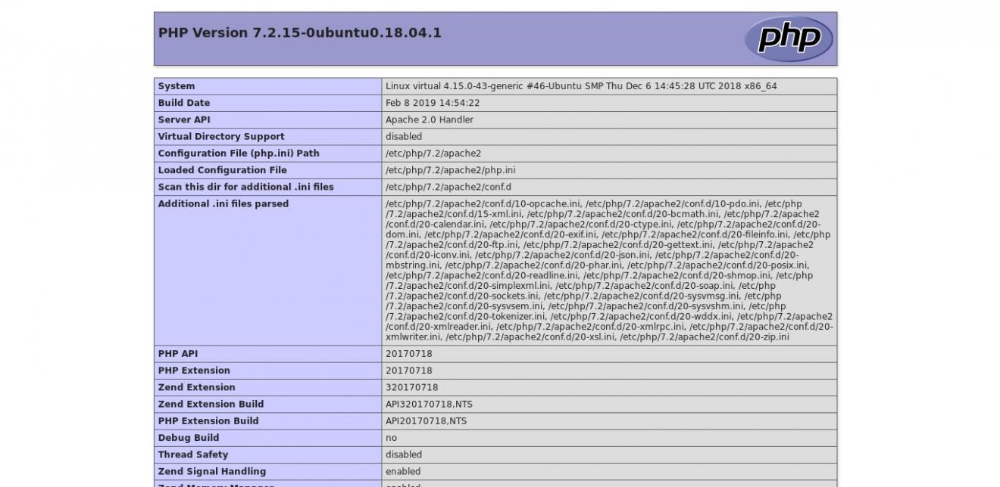 PHP Version 7.2.15-0ubuntu0.18.04.1
php
System Linux virtual 4.15.0-43-generic #46-Ubuntu SMP Thu Dec 6 14:45:28 UTC 2018 x86_64
Build Date Feb 8 2019 14:54:22
Server API Apache 2.0 Handler
Virtual Directory Support disabled
Configuration File (php.ini) Path /etc/php/7.2/apache2
Loaded Configuration File /etc/php/7.2/apache2/php.ini
Scan this dir for additional .ini files /etc/php/7.2/apache2/conf.d
Additional .ini files parsed /etc/php/7.2/apache2/conf.d/10-opcache.ini, /etc/php/7.2/apache2/conf.d/10-pdo.ini, /etc/php
/7.2/apache2/conf.d/15-xml.ini, /etc/php/7.2/apache2/conf.d/20-bcmath.ini, /etc/php/7.2/apache2
/conf.d/20-calendar.ini, /etc/php/7.2/apache2/conf.d/20-ctype.ini, /etc/php/7.2/apache2/conf.d/20-
dom.ini, /etc/php/7.2/apache2/conf.d/20-exif.ini, /etc/php/7.2/apache2/conf.d/20-fileinfo.ini, /etc/php
/7.2/apache2/conf.d/20-ftp.ini, /etc/php/7.2/apache2/conf.d/20-gettext.ini, /etc/php/7.2/apache2
/conf.d/20-iconv.ini, /etc/php/7.2/apache2/conf.d/20-json.ini, /etc/php/7.2/apache2/conf.d/20-
mbstring.ini, /etc/php/7.2/apache2/conf.d/20-phar.ini, /etc/php/7.2/apache2/conf.d/20-posix.ini,
/etc/php/7.2/apache2/conf.d/20-readline.ini, /etc/php/7.2/apache2/conf.d/20-shmop.ini, /etc/php
/7.2/apache2/conf.d/20-simplexml.ini, /etc/php/7.2/apache2/conf.d/20-soap.ini, /etc/php
/7.2/apache2/conf.d/20-sockets.ini, /etc/php/7.2/apache2/conf.d/20-sysvmsg.ini, /etc/php
/7.2/apache2/conf.d/20-sysvsem.ini, /etc/php/7.2/apache2/conf.d/20-sysvshm.ini, /etc/php
/7.2/apache2/conf.d/20-tokenizer.ini, /etc/php/7.2/apache2/conf.d/20-wddx.ini, /etc/php/7.2/apache2
/conf.d/20-xmlreader.ini, /etc/php/7.2/apache2/conf.d/20-xmlrpc.ini, /etc/php/7.2/apache2/conf.d/20-
xmlwriter.ini, /etc/php/7.2/apache2/conf.d/20-xsl.ini, /etc/php/7.2/apache2/conf.d/20-zip.ini
PHP API 20170718
PHP Extension 20170718
Zend Extension 320170718
Zend Extension Build API320170718,NTS
PHP Extension Build API20170718,NTS
Debug Build no
Thread Safety disabled
Zend Signal Handling enabled